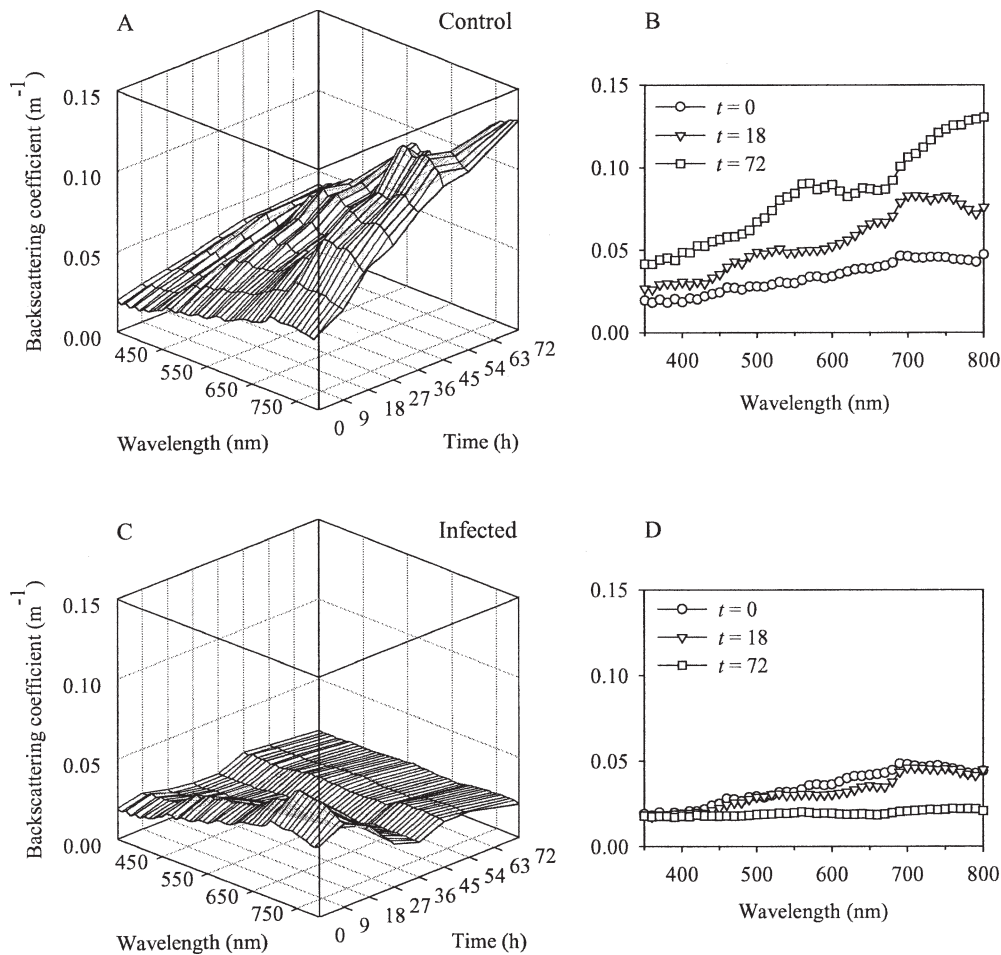 A
Control
Backscattering coefficient (m-1)
0.15
0.10
0.05
0.00
450
550
650
750
Wavelength (nm)
0
9
18
27
36
45
54
63
72
Time (h)
B
0.15
0.10
0.05
0.00
t = 0
t = 18
t = 72
400
500
600
700
800
Wavelength (nm)
C
Infected
Backscattering coefficient (m-1)
0.15
0.10
0.05
0.00
450
550
650
750
Wavelength (nm)
0
9
18
27
36
45
54
63
72
Time (h)
D
0.15
0.10
0.05
0.00
t = 0
t = 18
t = 72
400
500
600
700
800
Wavelength (nm)